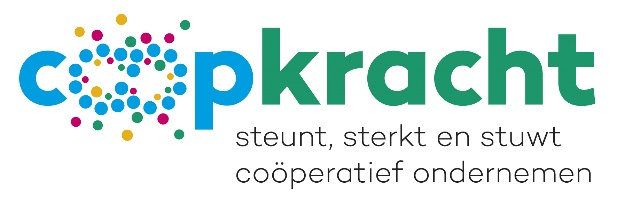 coopkracht
steunt, sterkt en stuwt
coöperatief ondernemen